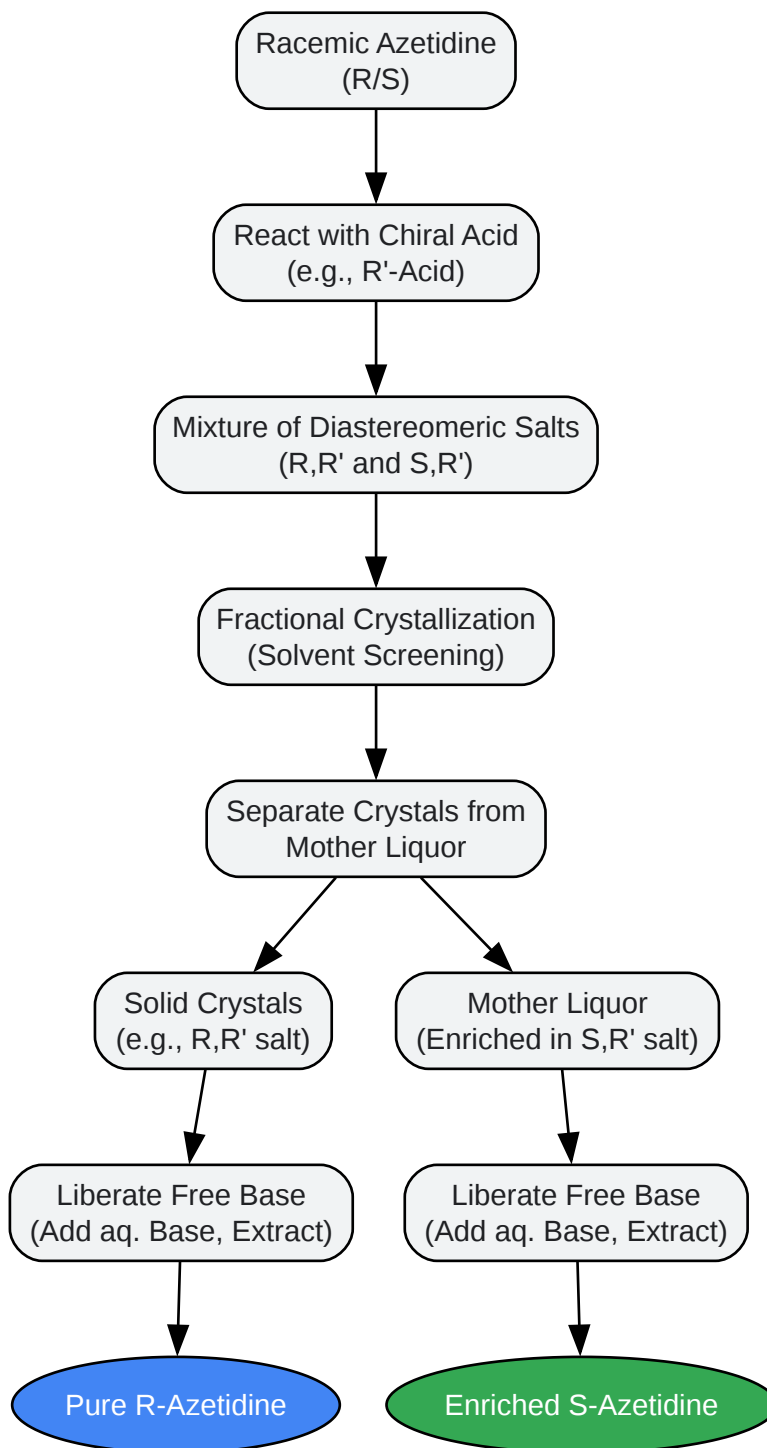 Racemic Azetidine
(R/S)
React with Chiral Acid
(e.g., R'-Acid)
Mixture of Diastereomeric Salts
(R,R' and S,R')
Fractional Crystallization
(Solvent Screening)
Separate Crystals from
Mother Liquor
Solid Crystals
(e.g., R,R' salt)
Mother Liquor
(Enriched in S,R' salt)
Liberate Free Base
(Add aq. Base, Extract)
Liberate Free Base
(Add aq. Base, Extract)
Pure R-Azetidine
Enriched S-Azetidine